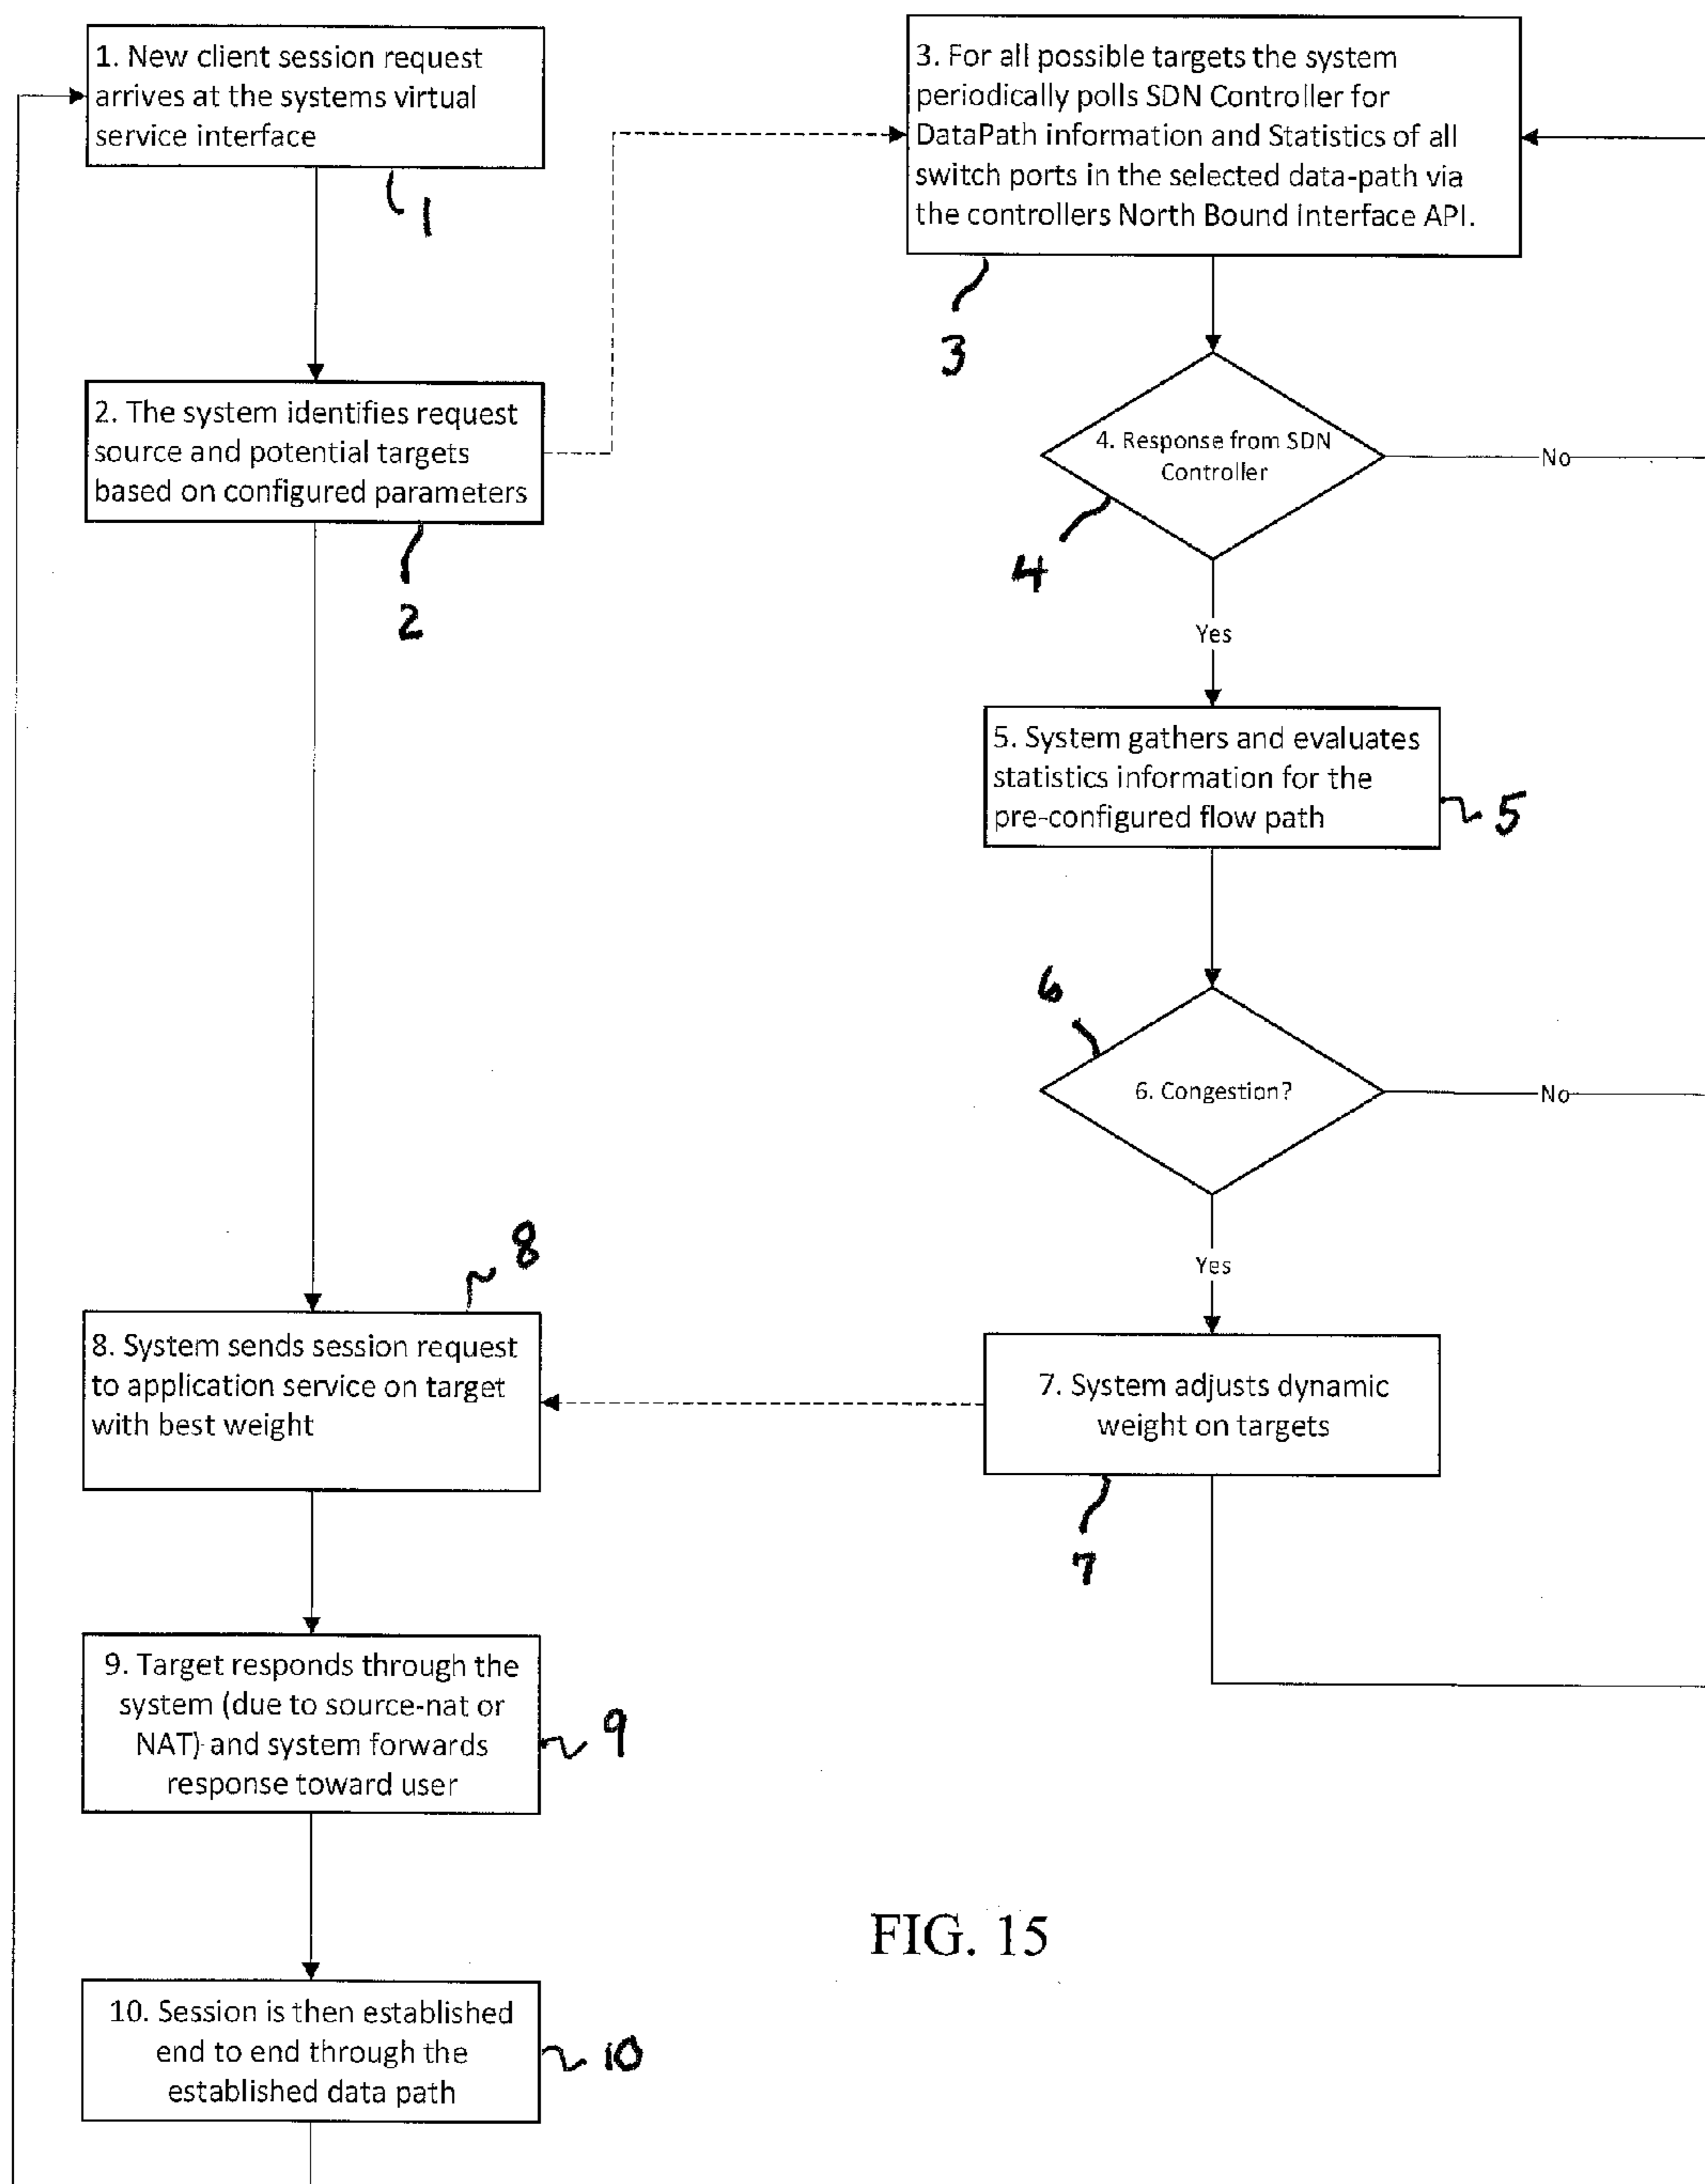 1. New client session request
arrives at the systems virtual
service interface
1
2. The system identifies request
source and potential targets
based on configured parameters
2
3. For all possible targets the system
periodically polls SDN Controller for
DataPath information and Statistics of all
switch ports in the selected data-path via
the controllers North Bound Interface API.
3
4. Response from SDN
Controller
No
4
Yes
5. System gathers and evaluates
statistics information for the
pre-configured flow path
5
6
6. Congestion?
No
Yes
7. System adjusts dynamic
weight on targets
7
8
8. System sends session request
to application service on target
with best weight
9. Target responds through the
system (due to source-nat or
NAT) and system forwards
response toward user
9
10. Session is then established
end to end through the
established data path
10
FIG. 15